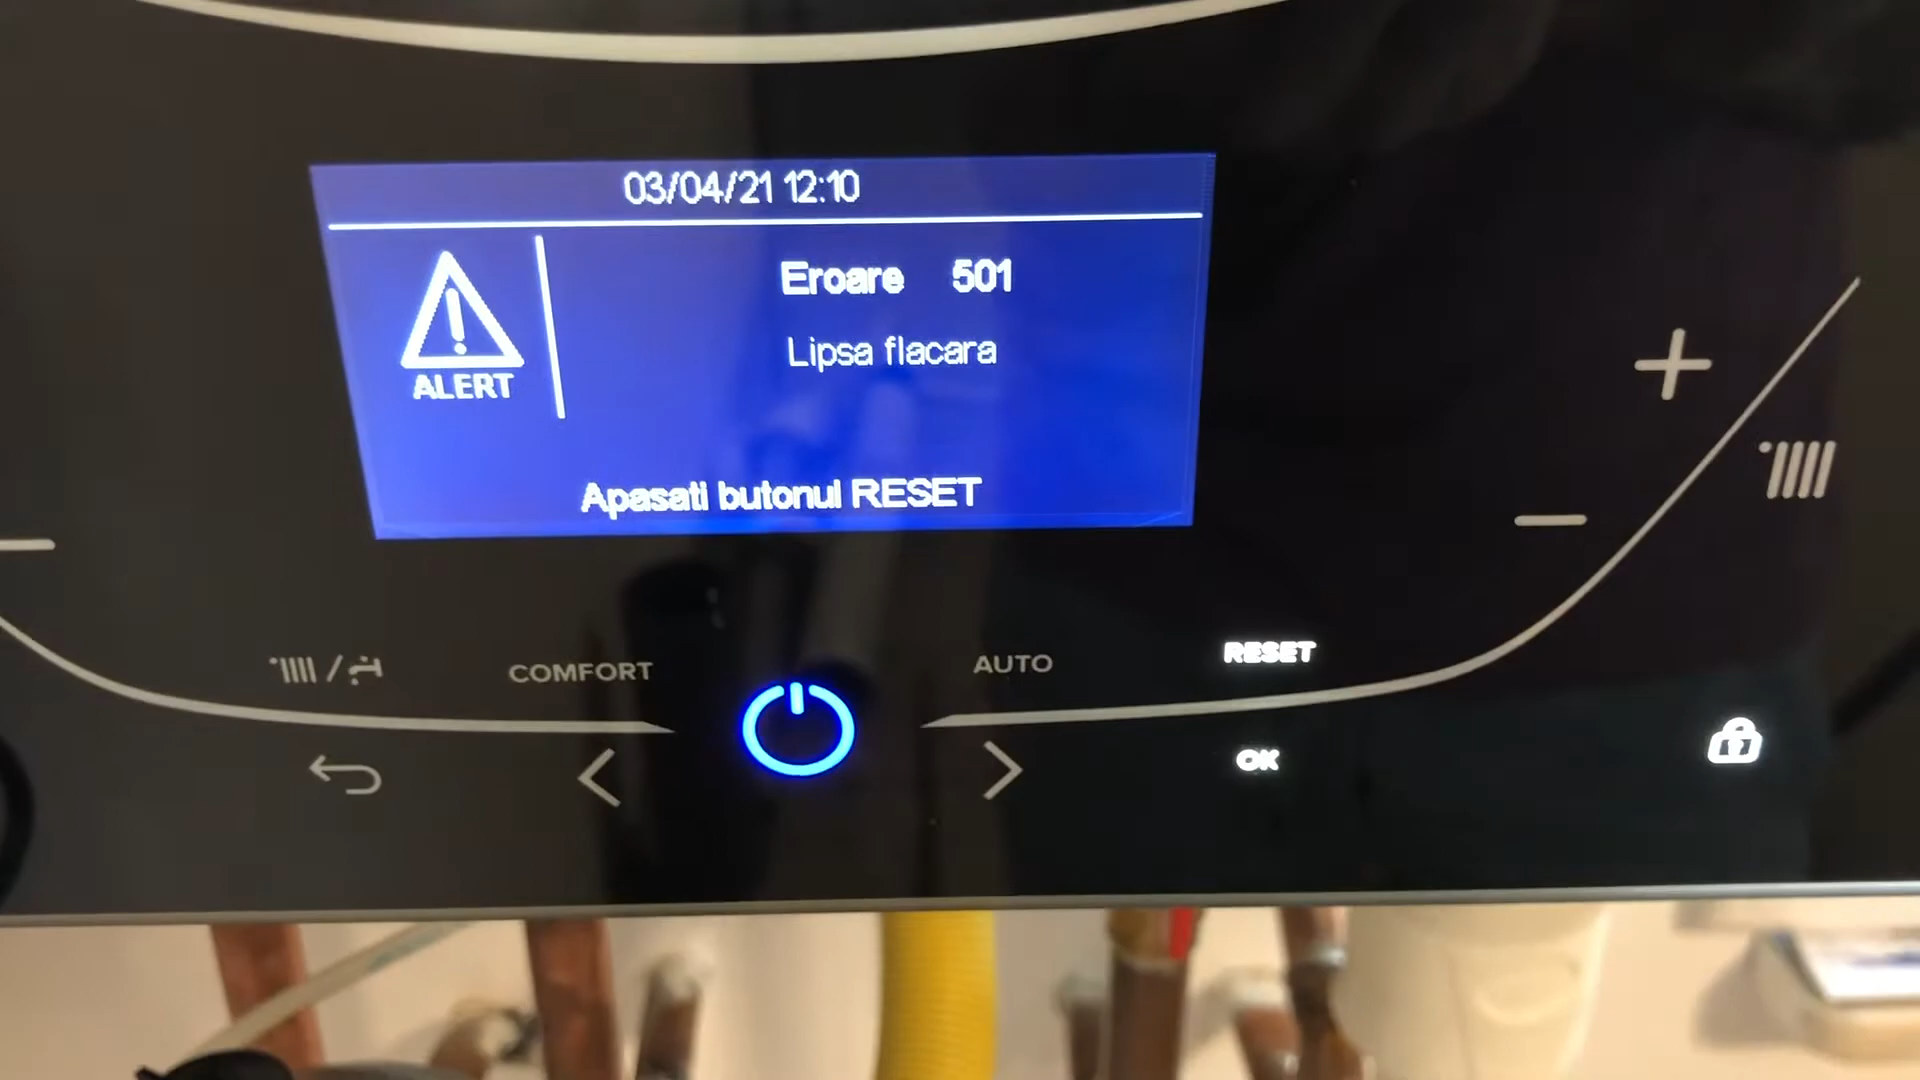 03/04/21 12:10
Eroare 501
Lipsa flacara
ALERT
Apasati butonul RESET
COMFORT
AUTO
RESET
OK